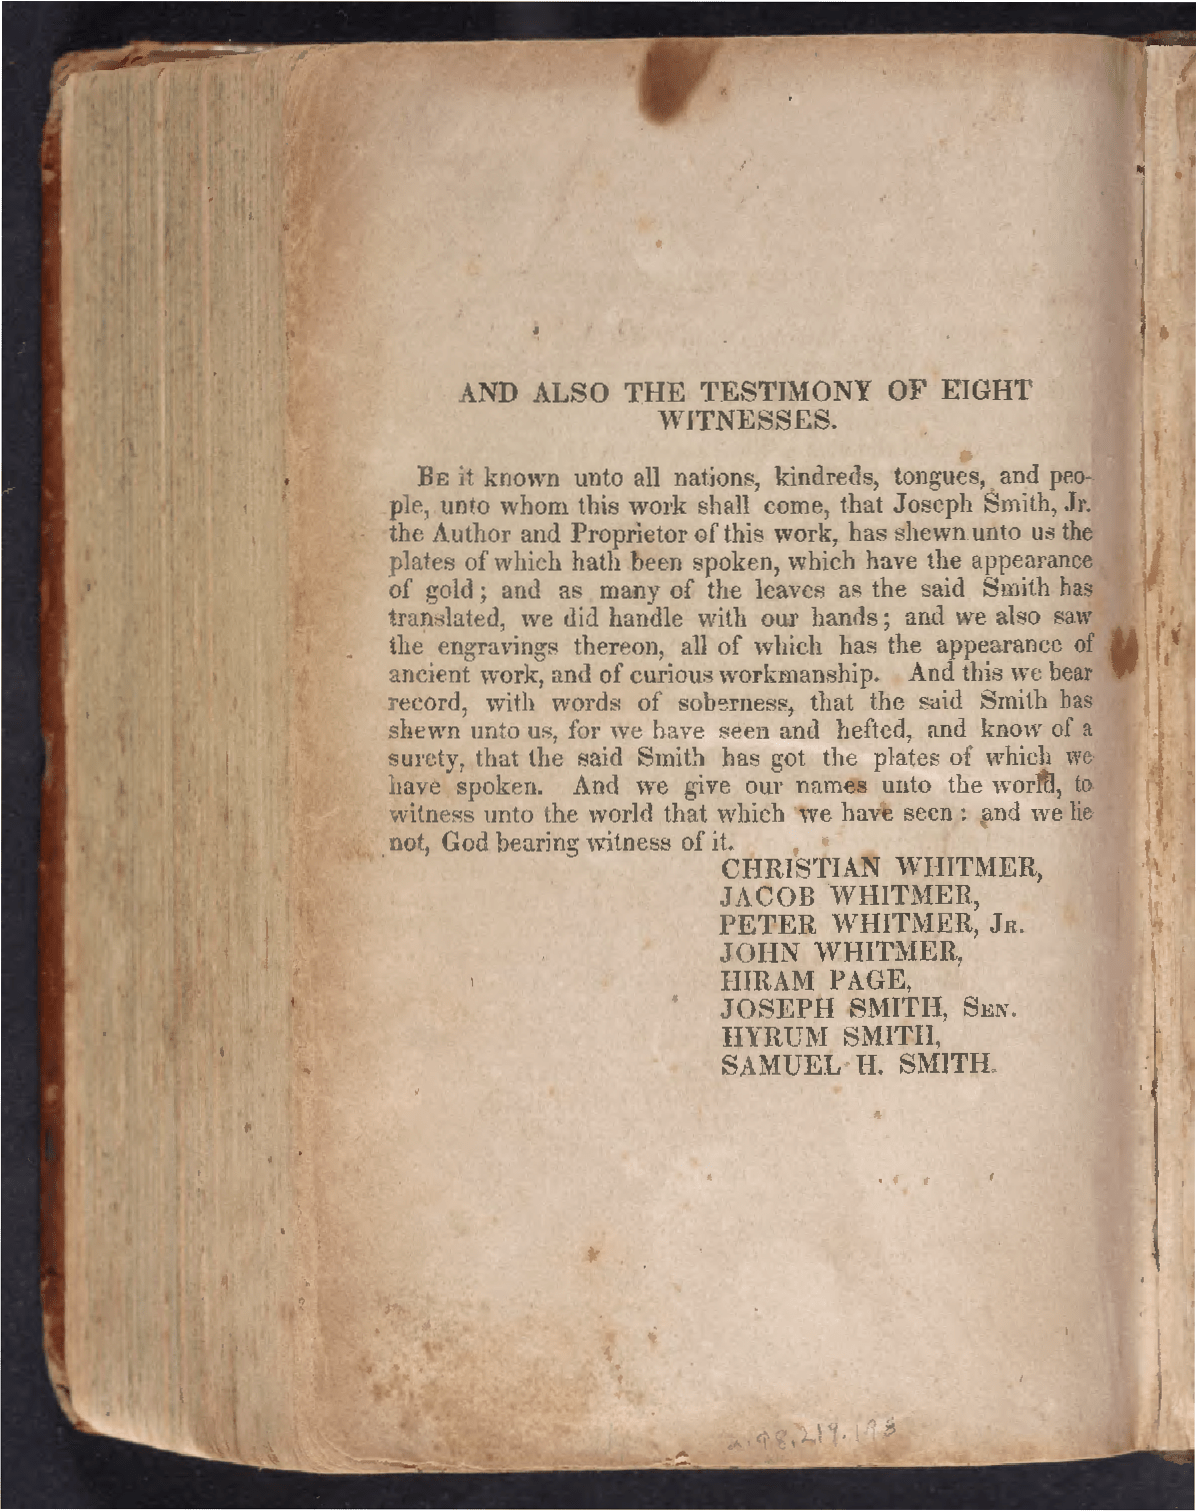 AND ALSO THE TESTIMONY OF EIGHT
WITNESSES.
BE it known unto all nations, kindreds, tongues, and peo-
ple, unto whom this work shall come, that Joseph Smith, Jr.
the Author and Proprietor of this work, has shewn unto us the
plates of which hath been spoken, which have the appearance
of gold; and as many of the leaves as the said Smith has
translated, we did handle with our hands; and we also saw
the engravings thereon, all of which has the appearance of
ancient work, and of curious workmanship. And this we bear
record, with words of soberness, that the said Smith has
shewn unto us, for we have seen and hefted, and know of a
surety, that the said Smith has got the plates of which we
have spoken. And we give our names unto the world, to
witness unto the world that which we have seen: and we lie
not, God bearing witness of it.
CHRISTIAN WHITMER,
JACOB WHITMER,
PETER WHITMER, JR.
JOHN WHITMER,
HIRAM PAGE,
JOSEPH SMITH, SEN.
HYRUM SMITH,
SAMUEL H. SMITH.